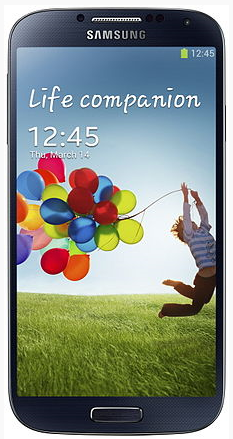 SAMSUNG
12:45
Life companion
12:45
Thu, March 14